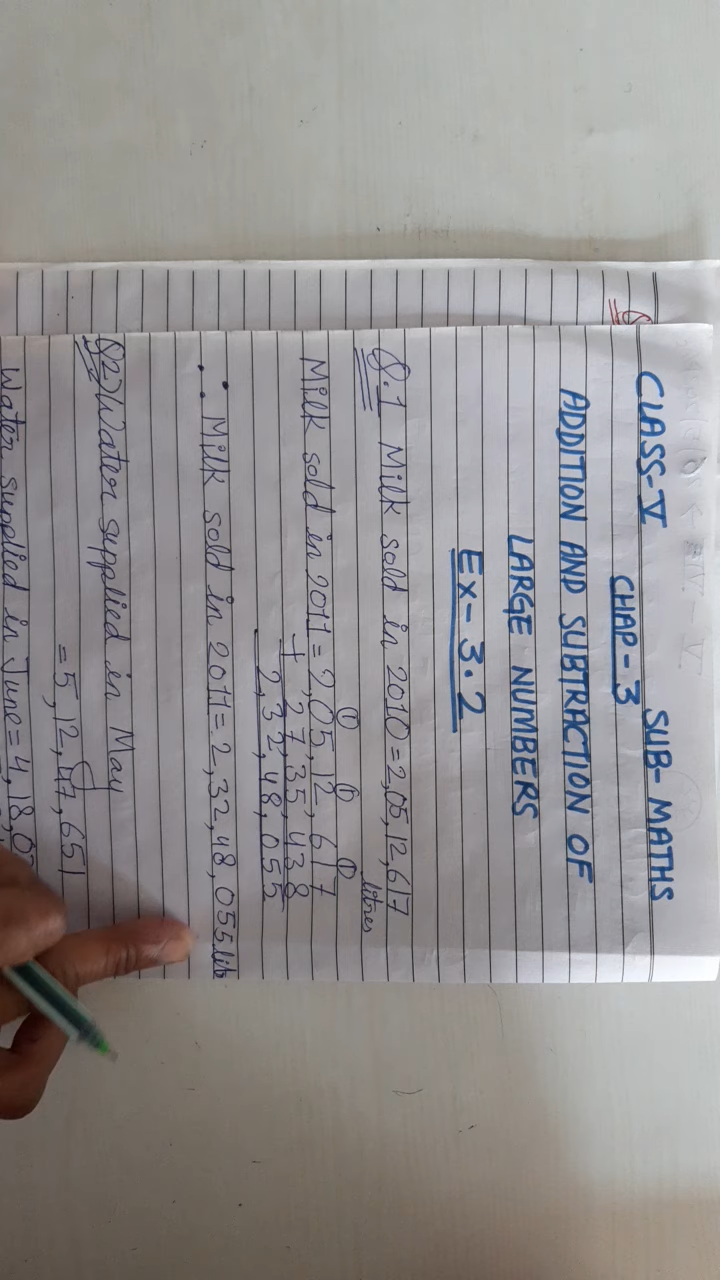 CLASS-V SUB-MATHS
CHAP-3
ADDITION AND SUBTRACTION OF
LARGE NUMBERS
EX-3.2
Q.1 Milk sold in 2010 = 2,05,12,617 litres
Milk sold in 2011 = 2,05,12,617
+ 27,35,438
2,32,48,055
∴ Milk sold in 2011 = 2,32,48,055
Q2) Water supplied in May
= 5,12,47,651
Water supplied in June = 4,18,0